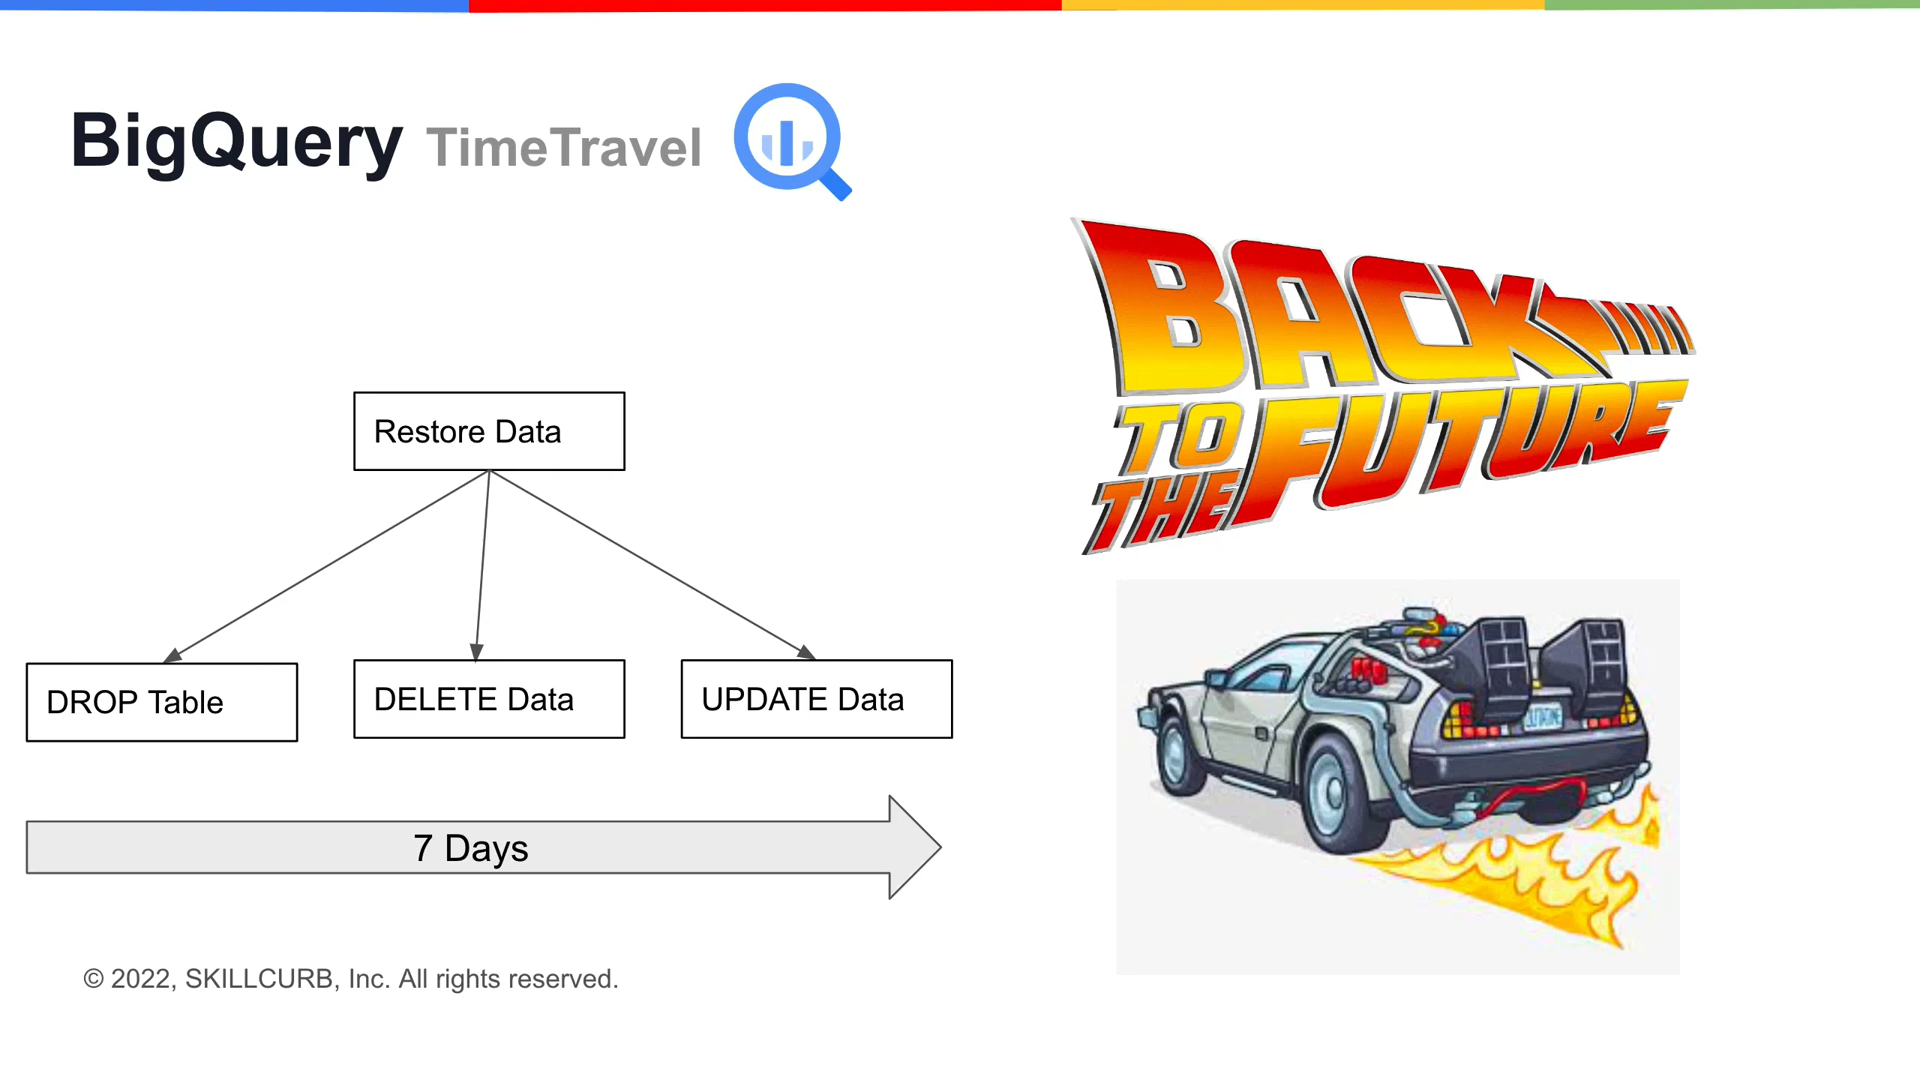 BigQuery TimeTravel
BACK
TO
THE FUTURE
Restore Data
DROP Table
DELETE Data
UPDATE Data
7 Days
© 2022, SKILLCURB, Inc. All rights reserved.